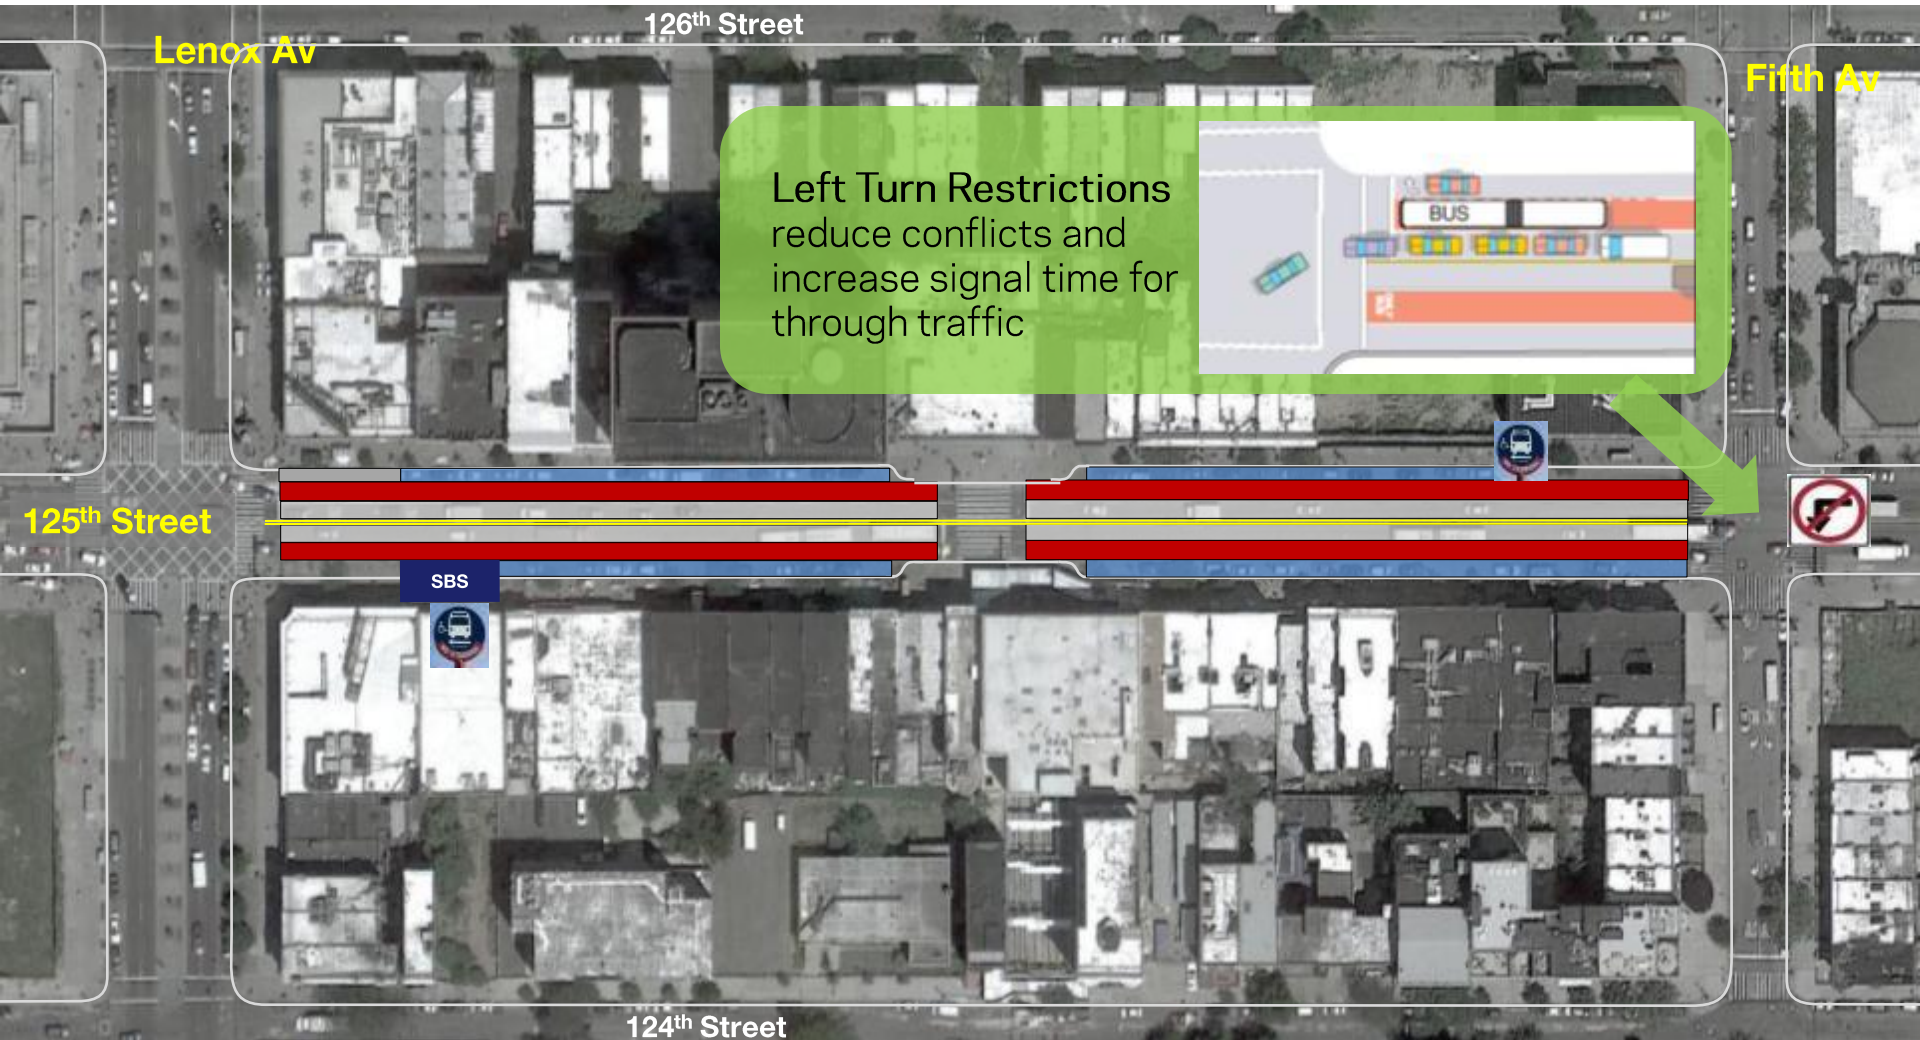 126th Street
Lenox Av
Fifth Av
Left Turn Restrictions
reduce conflicts and
increase signal time for
through traffic
BUS
125th Street
SBS
124th Street